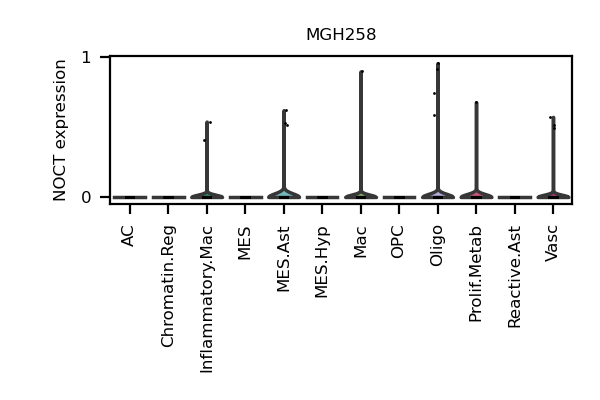 MGH258
NOCT expression
1
0
AC
Chromatin.Reg
Inflammatory.Mac
MES
MES.Ast
MES.Hyp
Mac
OPC
Oligo
Prolif.Metab
Reactive.Ast
Vasc